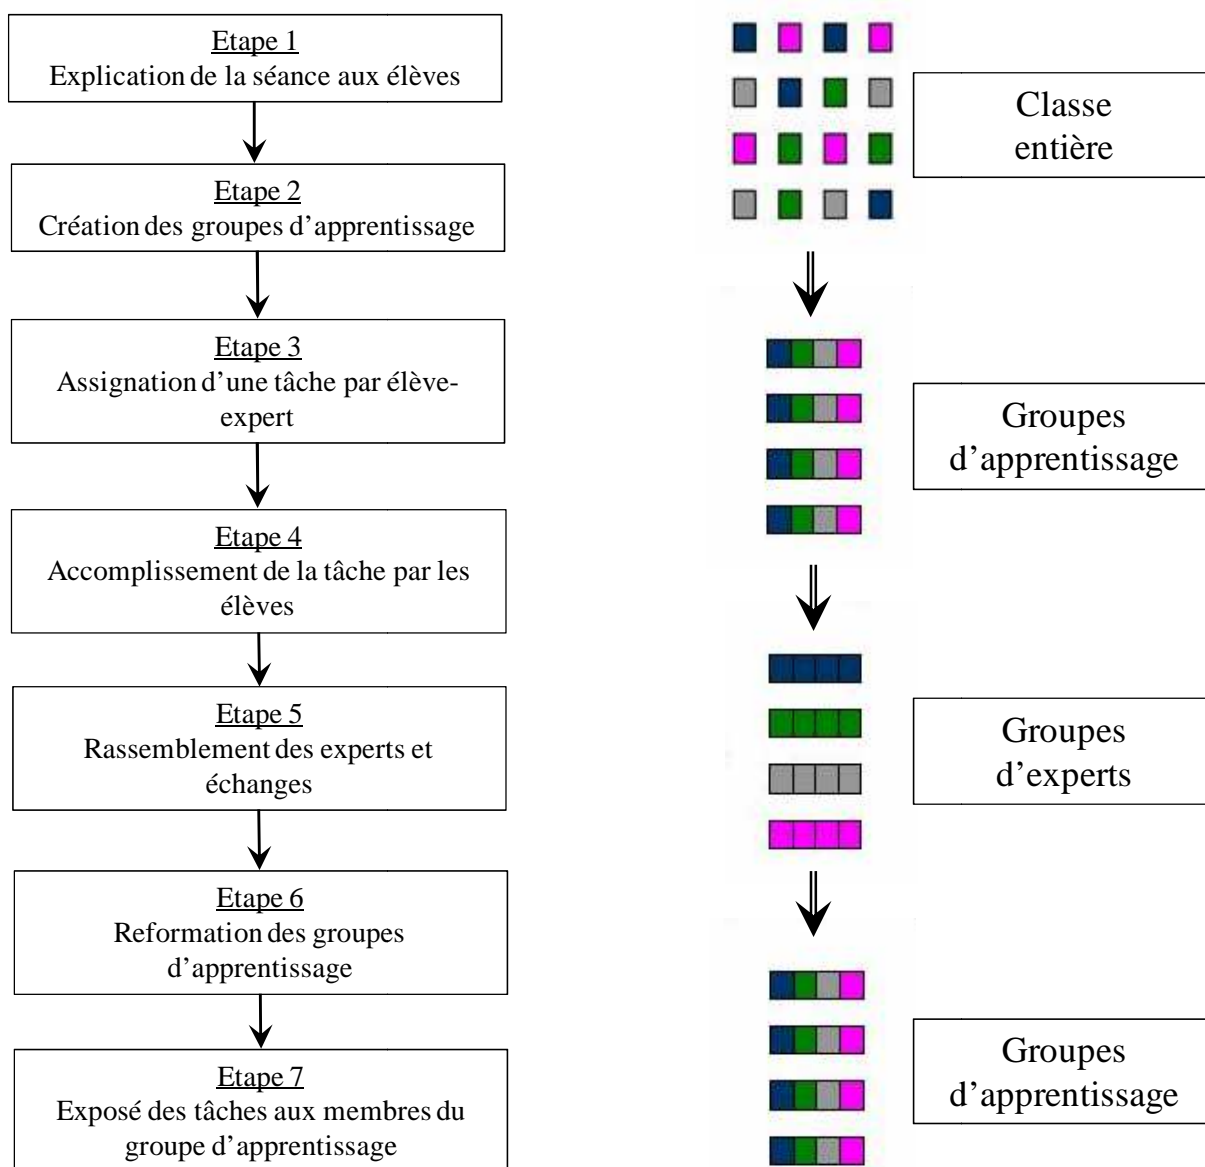 Etape 1
Explication de la séance aux élèves
Etape 2
Création des groupes d’apprentissage
Etape 3
Assignation d’une tâche par élève-
expert
Etape 4
Accomplissement de la tâche par les
élèves
Etape 5
Rassemblement des experts et
échanges
Etape 6
Reformation des groupes
d’apprentissage
Etape 7
Exposé des tâches aux membres du
groupe d’apprentissage
Classe
entière
Groupes
d’apprentissage
Groupes
d’experts
Groupes
d’apprentissage